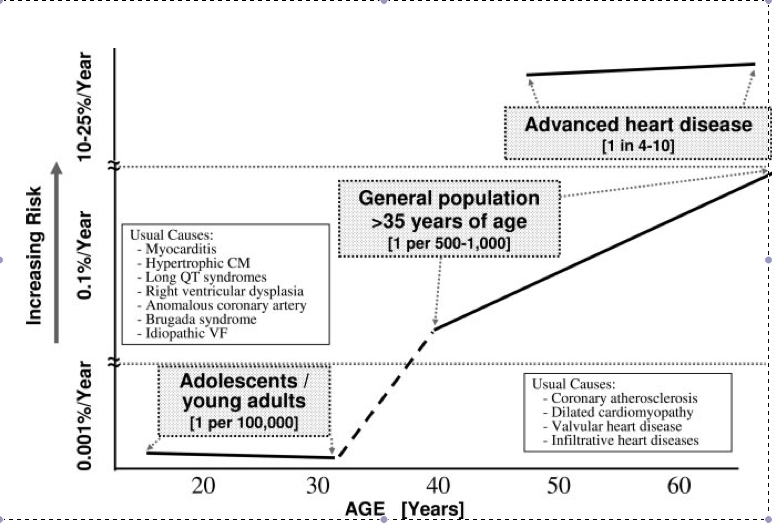 10-25%/Year
Advanced heart disease
[1 in 4-10]
General population
>35 years of age
[1 per 500-1,000]
Increasing Risk
0.1%/Year
Usual Causes:
- Myocarditis
- Hypertrophic CM
- Long QT syndromes
- Right ventricular dysplasia
- Anomalous coronary artery
- Brugada syndrome
- Idiopathic VF
0.001%/Year
Adolescents /
young adults
[1 per 100,000]
Usual Causes:
- Coronary atherosclerosis
- Dilated cardiomyopathy
- Valvular heart disease
- Infiltrative heart diseases
20 30 40 50 60
AGE [Years]